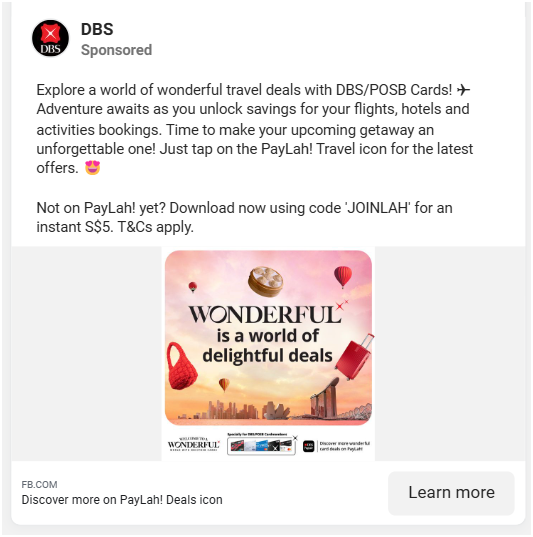 DBS
DBS
Sponsored
Explore a world of wonderful travel deals with DBS/POSB Cards! ✈
Adventure awaits as you unlock savings for your flights, hotels and
activities bookings. Time to make your upcoming getaway an
unforgettable one! Just tap on the PayLah! Travel icon for the latest
offers. 😍
Not on PayLah! yet? Download now using code 'JOINLAH' for an
instant S$5. T&Cs apply.
WONDERFUL
is a world of
delightful deals
WONDERFUL
Specially for DBS/POSB Cardmembers
Discover more wonderful
card deals on PayLah!
FB.COM
Discover more on PayLah! Deals icon
Learn more